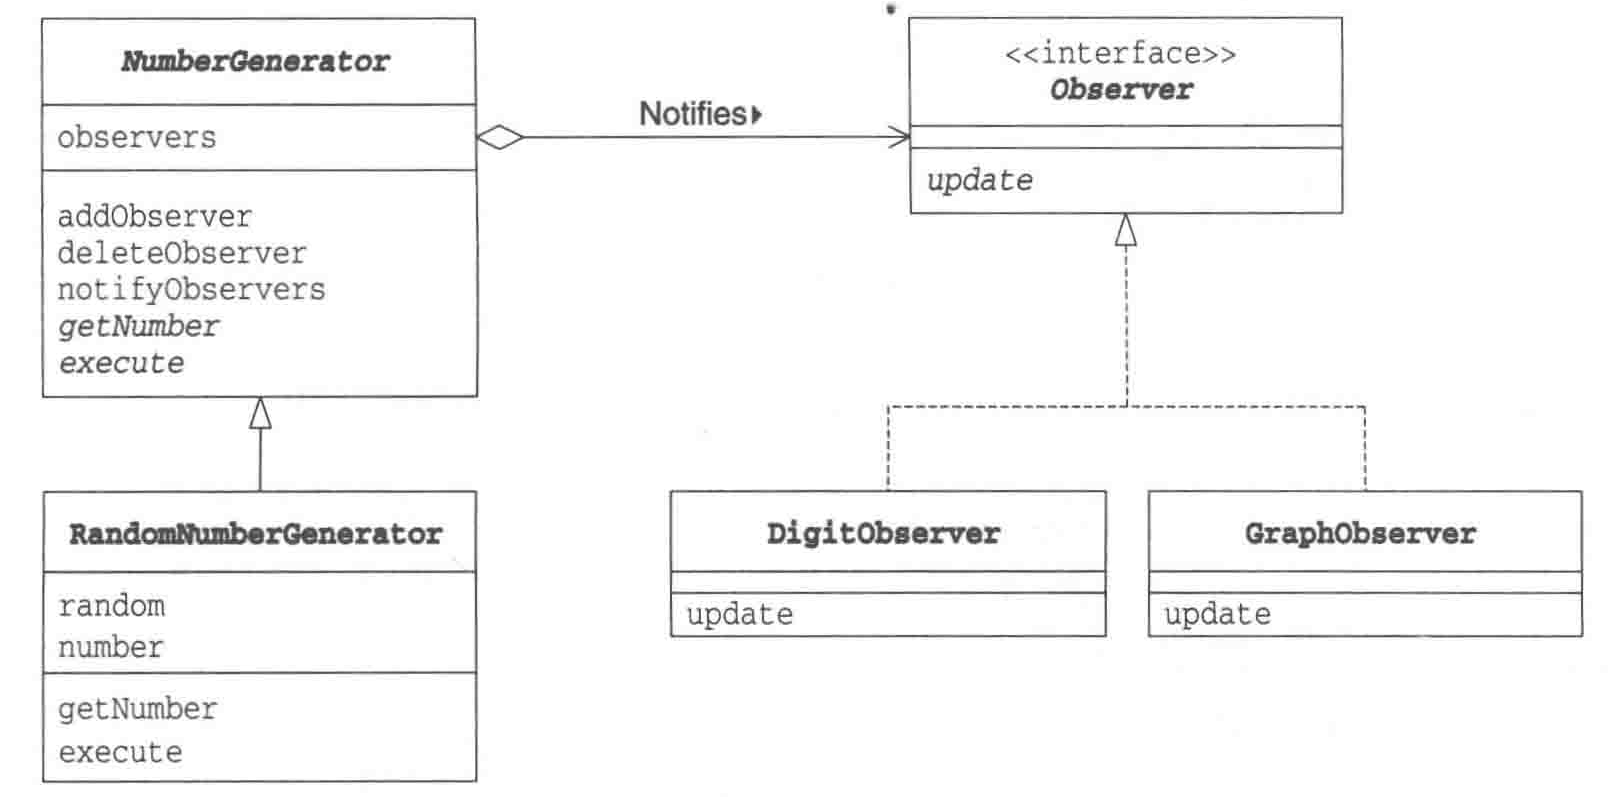 NumberGenerator
observers
addObserver
deleteObserver
notifyObservers
getNumber
execute
Notifies▸
<<interface>>
Observer
update
RandomNumberGenerator
random
number
getNumber
execute
DigitObserver
update
GraphObserver
update